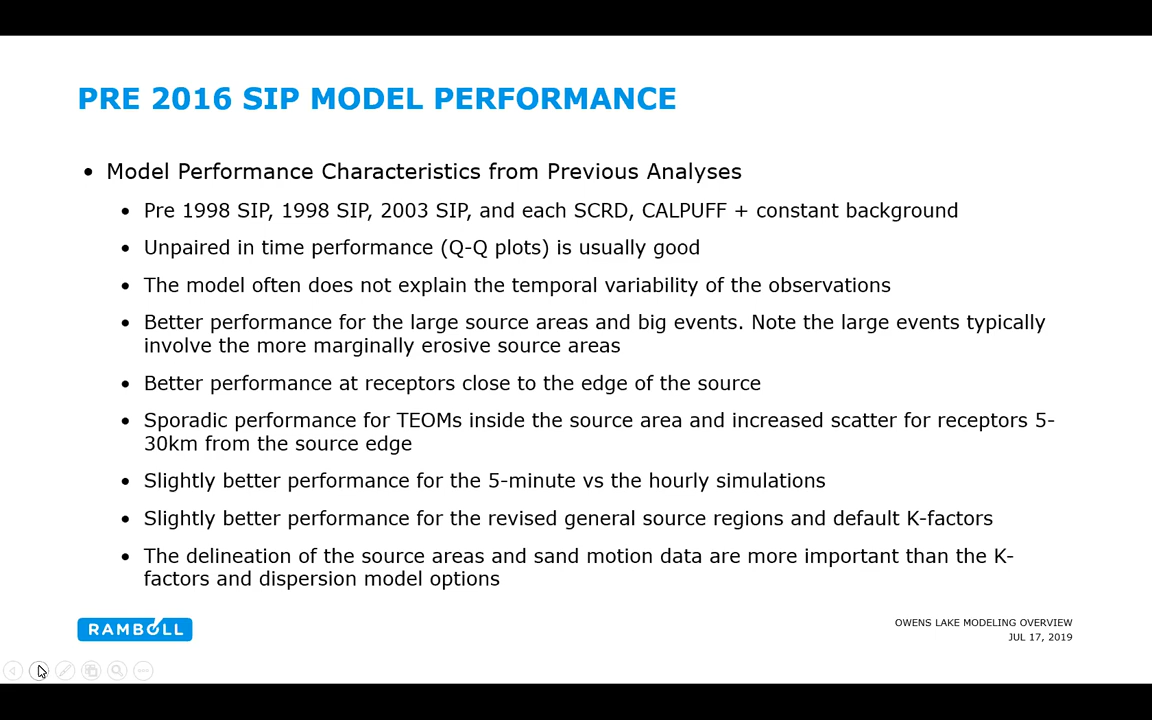 PRE 2016 SIP MODEL PERFORMANCE
• Model Performance Characteristics from Previous Analyses
• Pre 1998 SIP, 1998 SIP, 2003 SIP, and each SCRD, CALPUFF + constant background
• Unpaired in time performance (Q-Q plots) is usually good
• The model often does not explain the temporal variability of the observations
• Better performance for the large source areas and big events. Note the large events typically
involve the more marginally erosive source areas
• Better performance at receptors close to the edge of the source
• Sporadic performance for TEOMs inside the source area and increased scatter for receptors 5-
30km from the source edge
• Slightly better performance for the 5-minute vs the hourly simulations
• Slightly better performance for the revised general source regions and default K-factors
• The delineation of the source areas and sand motion data are more important than the K-
factors and dispersion model options
RAMBOLL
OWENS LAKE MODELING OVERVIEW
JUL 17, 2019